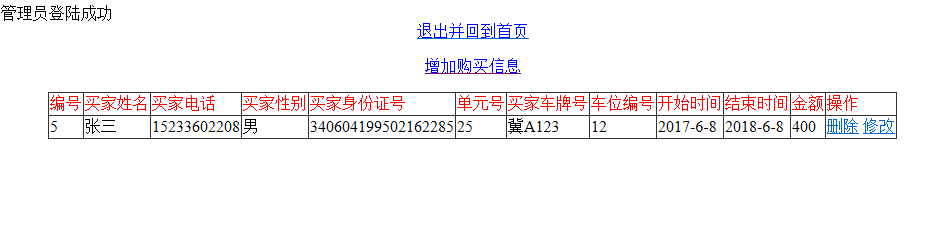 管理员登陆成功
退出并回到首页
增加购买信息
编号 买家姓名 买家电话 买家性别 买家身份证号 单元号 买家车牌号 车位编号 开始时间 结束时间 金额 操作
5 张三 15233602208 男 340604199502162285 25 冀A123 12 2017-6-8 2018-6-8 400 删除 修改